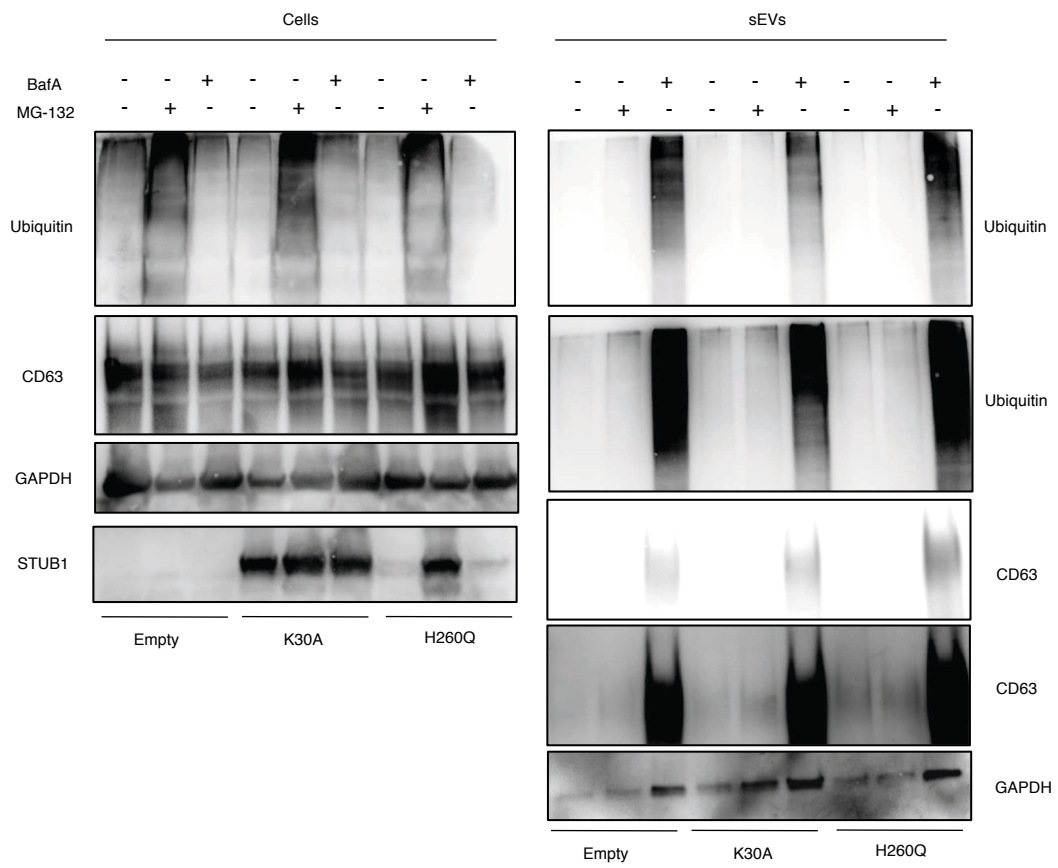 Cells
BafA - - + - - + - - +
MG-132 - + - - + - - + -
Ubiquitin
CD63
GAPDH
STUB1
Empty K30A H260Q
sEVs
- - + - - + - - +
- + - - + - - + -
Ubiquitin
Ubiquitin
CD63
CD63
GAPDH
Empty K30A H260Q